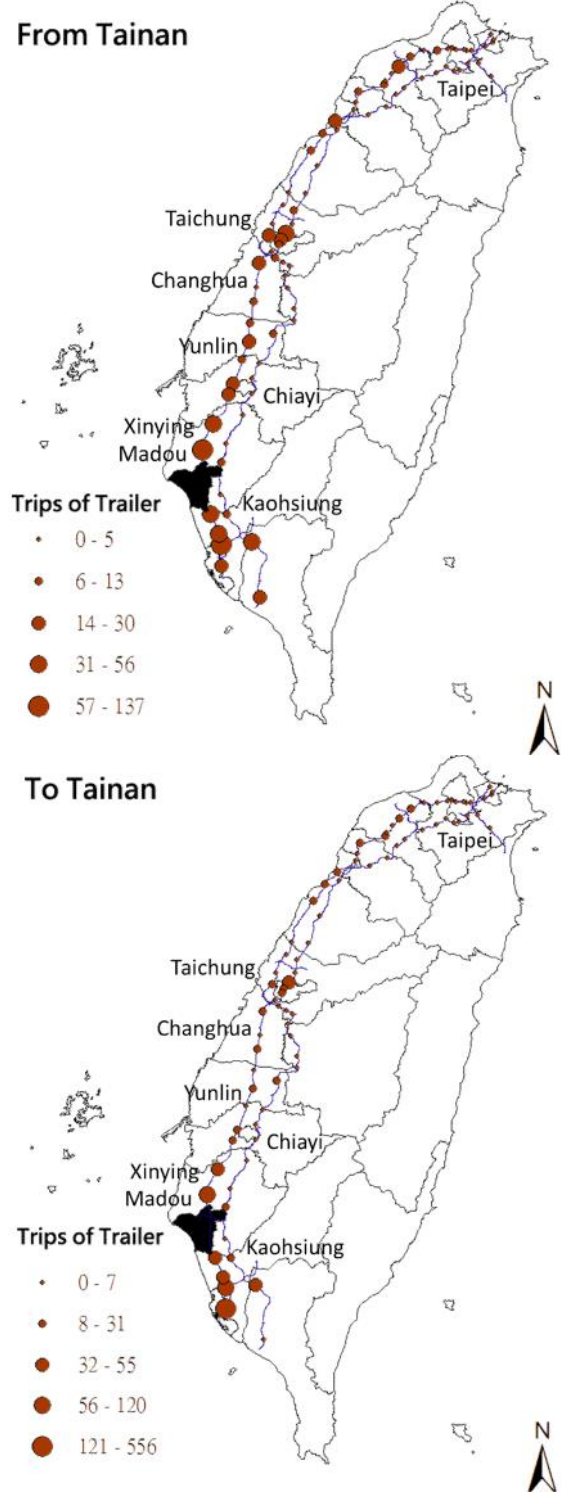 From Tainan
Taipei
Taichung
Changhua
Yunlin
Chiayi
Xinying
Madou
Kaohsiung
Trips of Trailer
0 - 5
6 - 13
14 - 30
31 - 56
57 - 137
N
To Tainan
Taipei
Taichung
Changhua
Yunlin
Chiayi
Xinying
Madou
Kaohsiung
Trips of Trailer
0 - 7
8 - 31
32 - 55
56 - 120
121 - 556
N